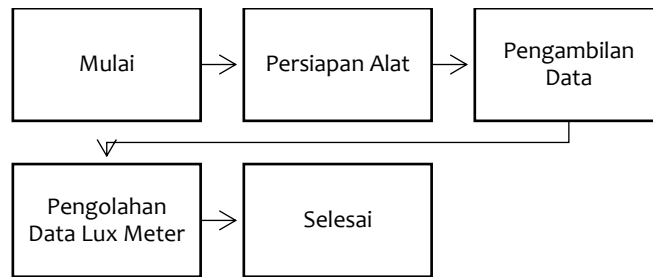 Mulai
Persiapan Alat
Pengambilan
Data
Pengolahan
Data Lux Meter
Selesai